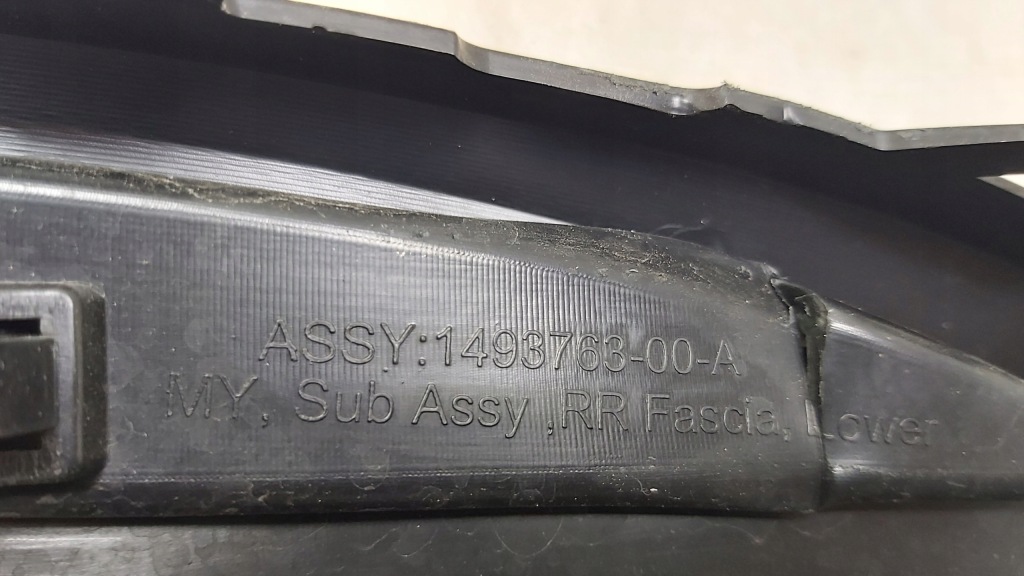 ASSY:1493763-00-A
MY, Sub Assy ,RR Fascia, Lower